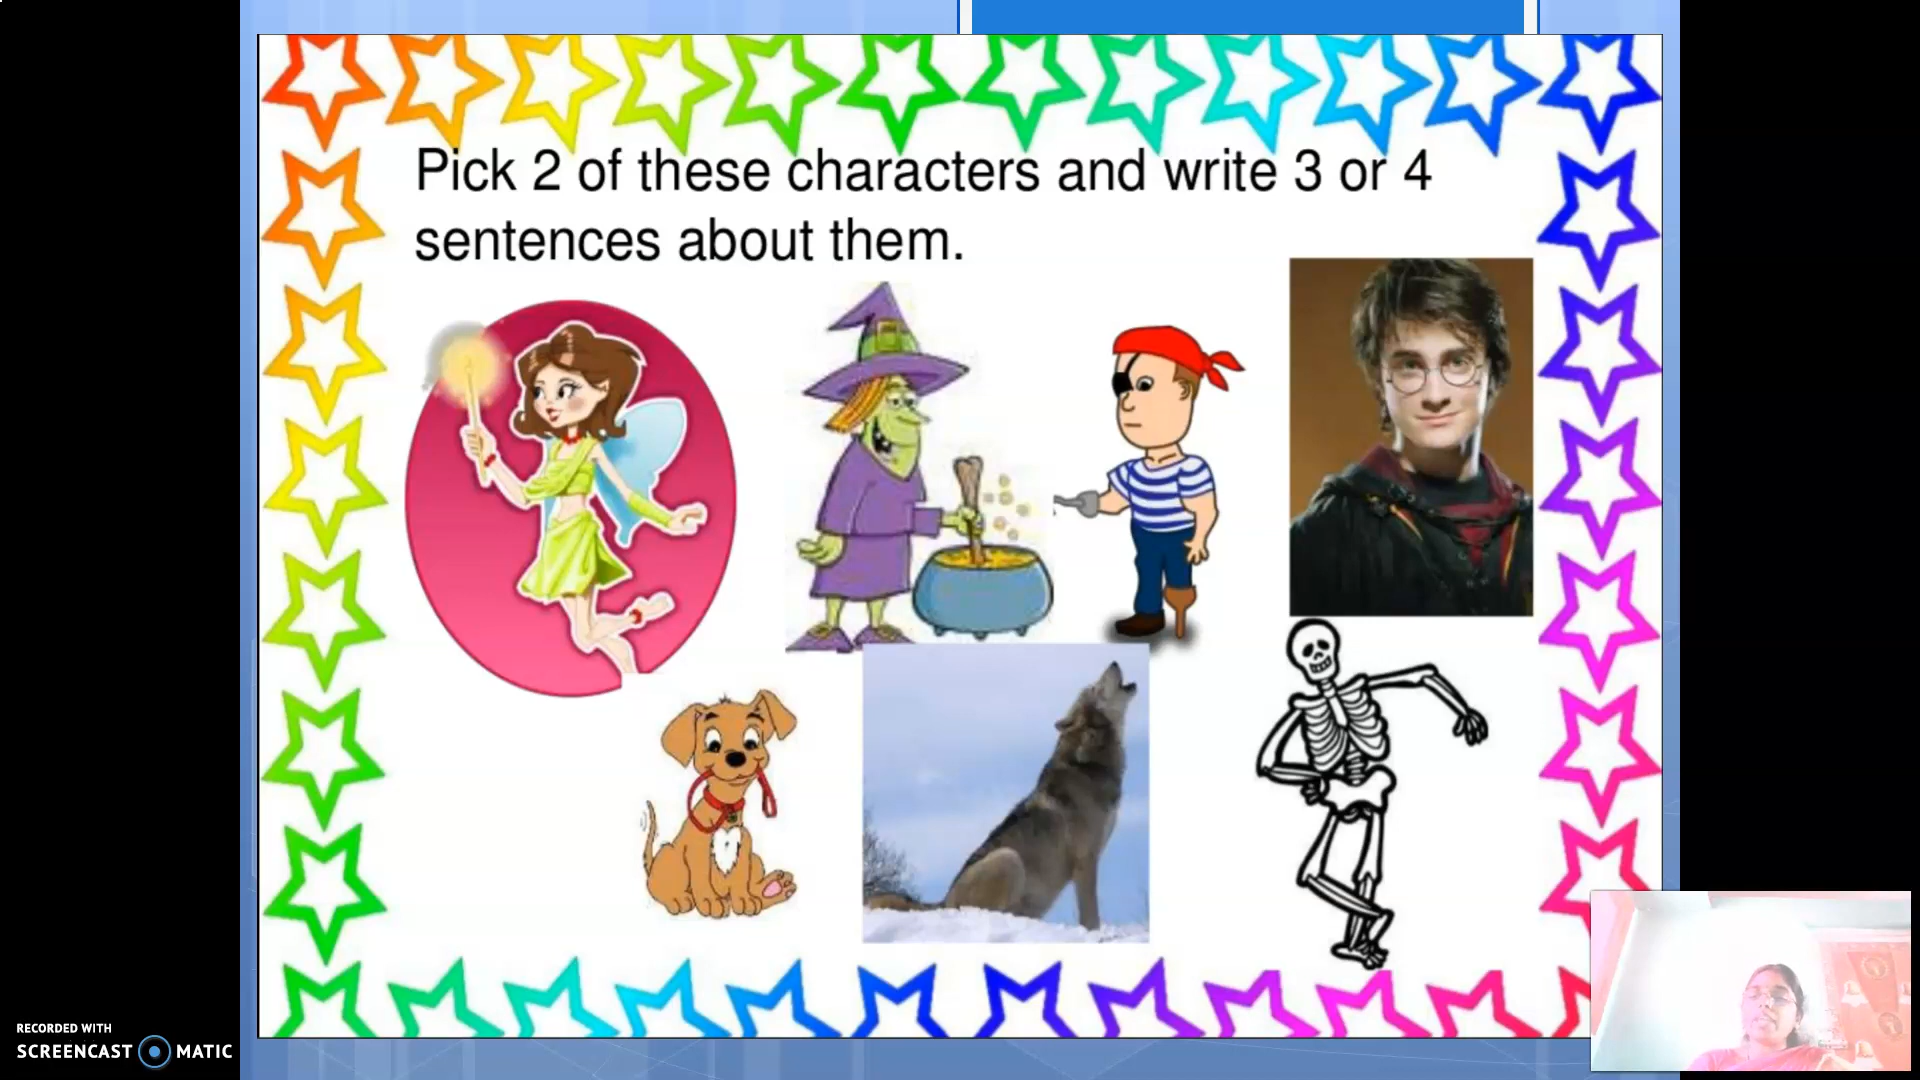 Pick 2 of these characters and write 3 or 4
sentences about them.
RECORDED WITH
SCREENCAST MATIC